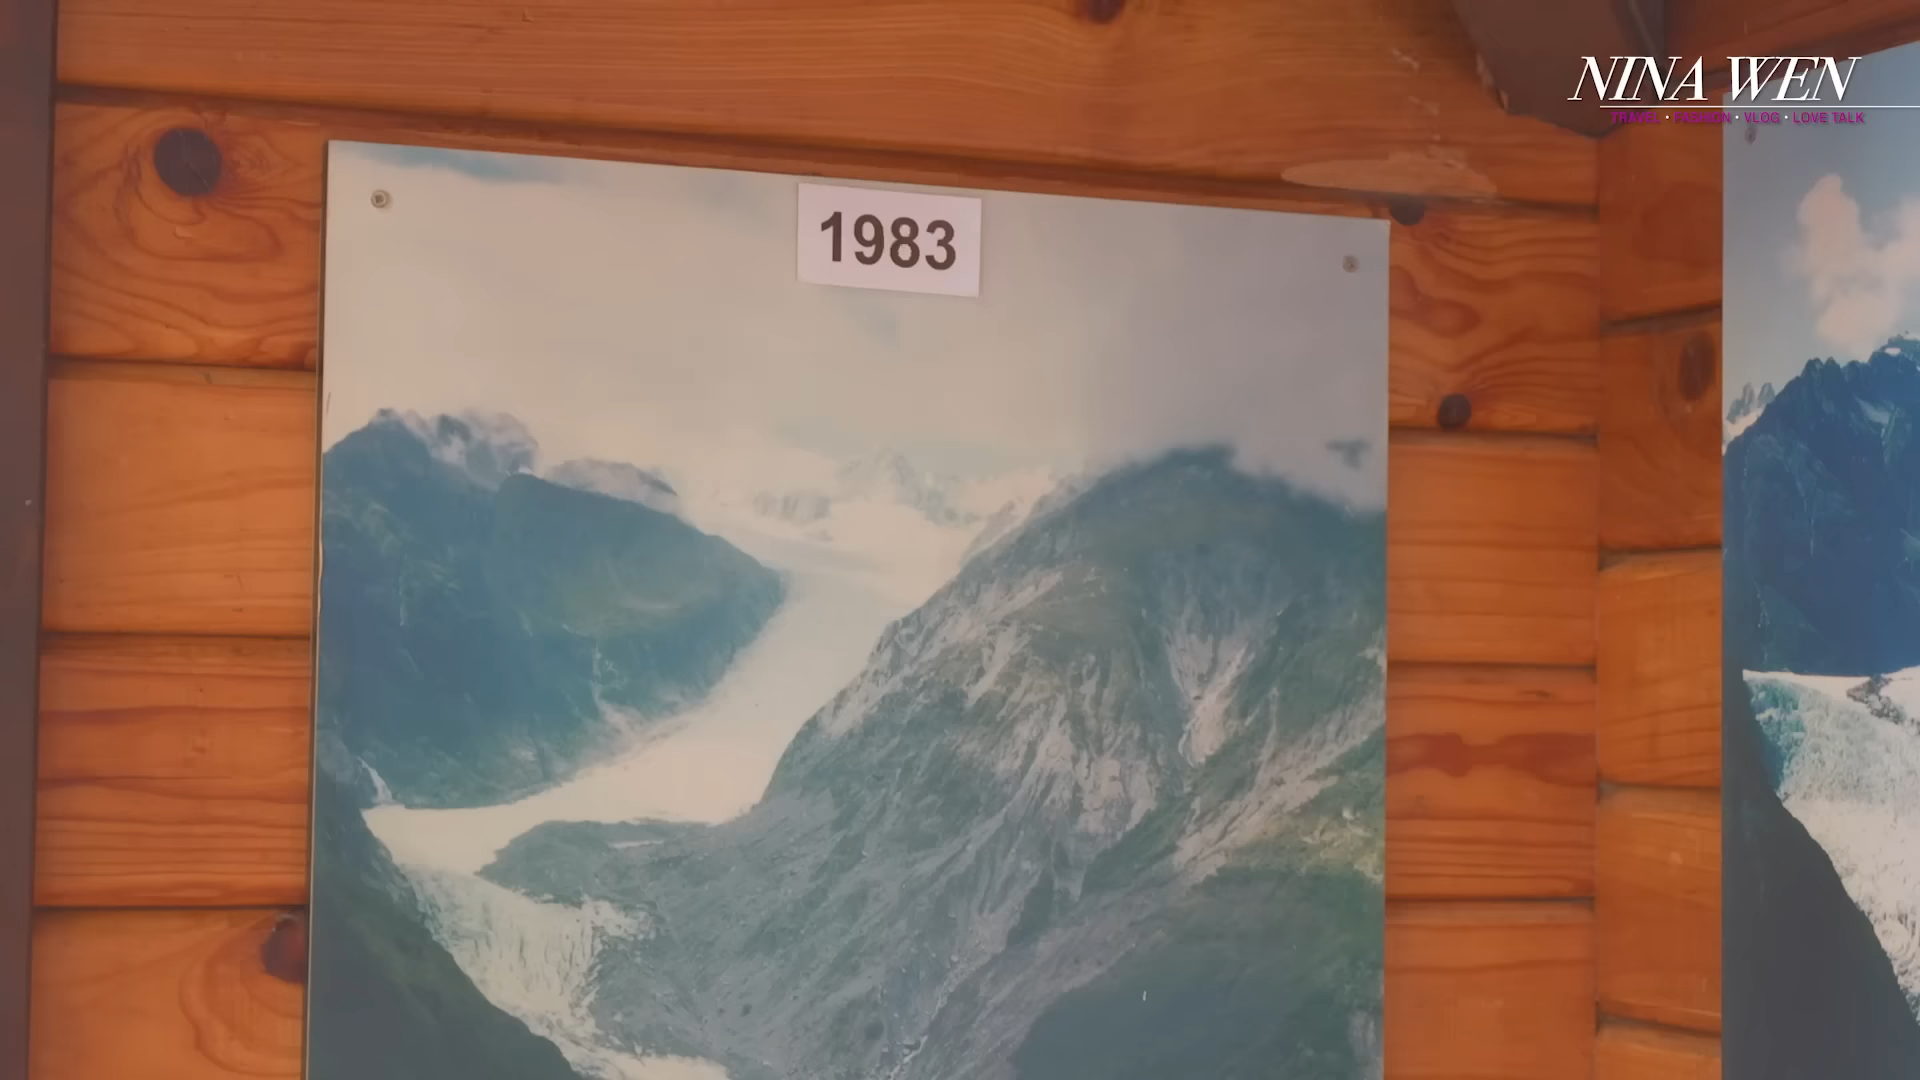 NINA WEN
TRAVEL · FASHION · VLOG · LOVE TALK
1983